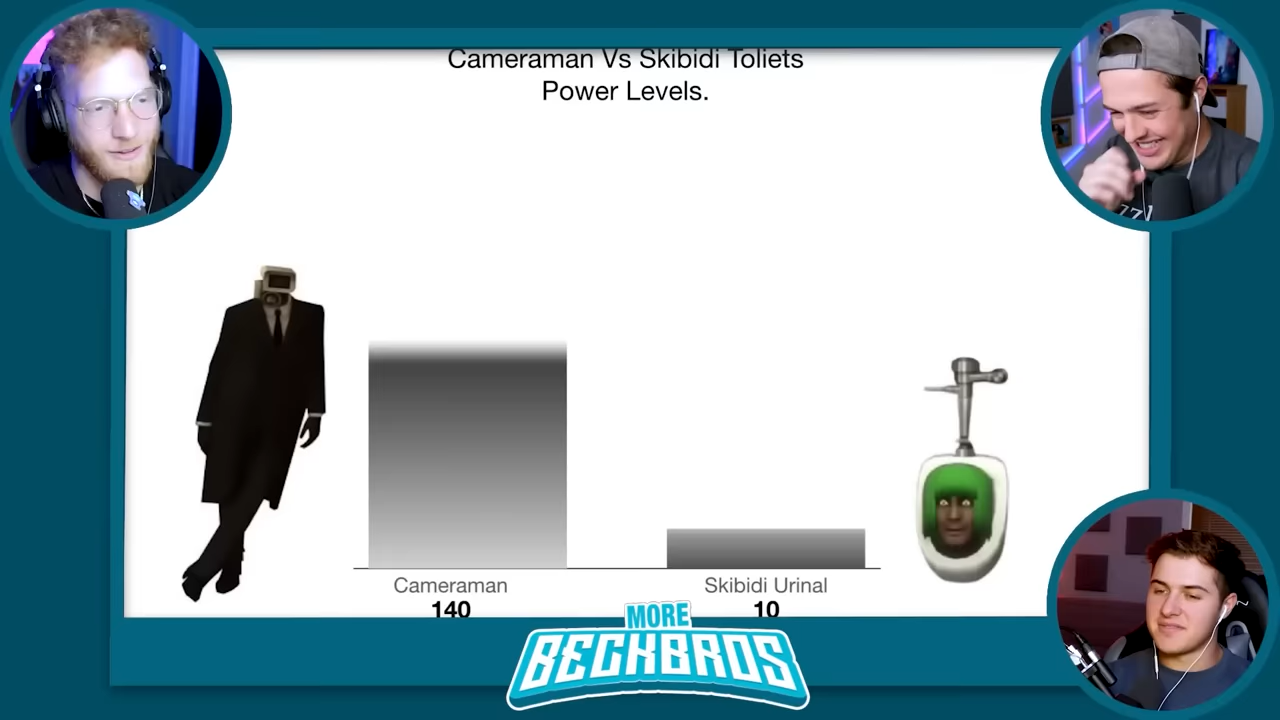 Cameraman Vs Skibidi Toliets
Power Levels.
Cameraman
140
Skibidi Urinal
10
MORE
BECKBROS